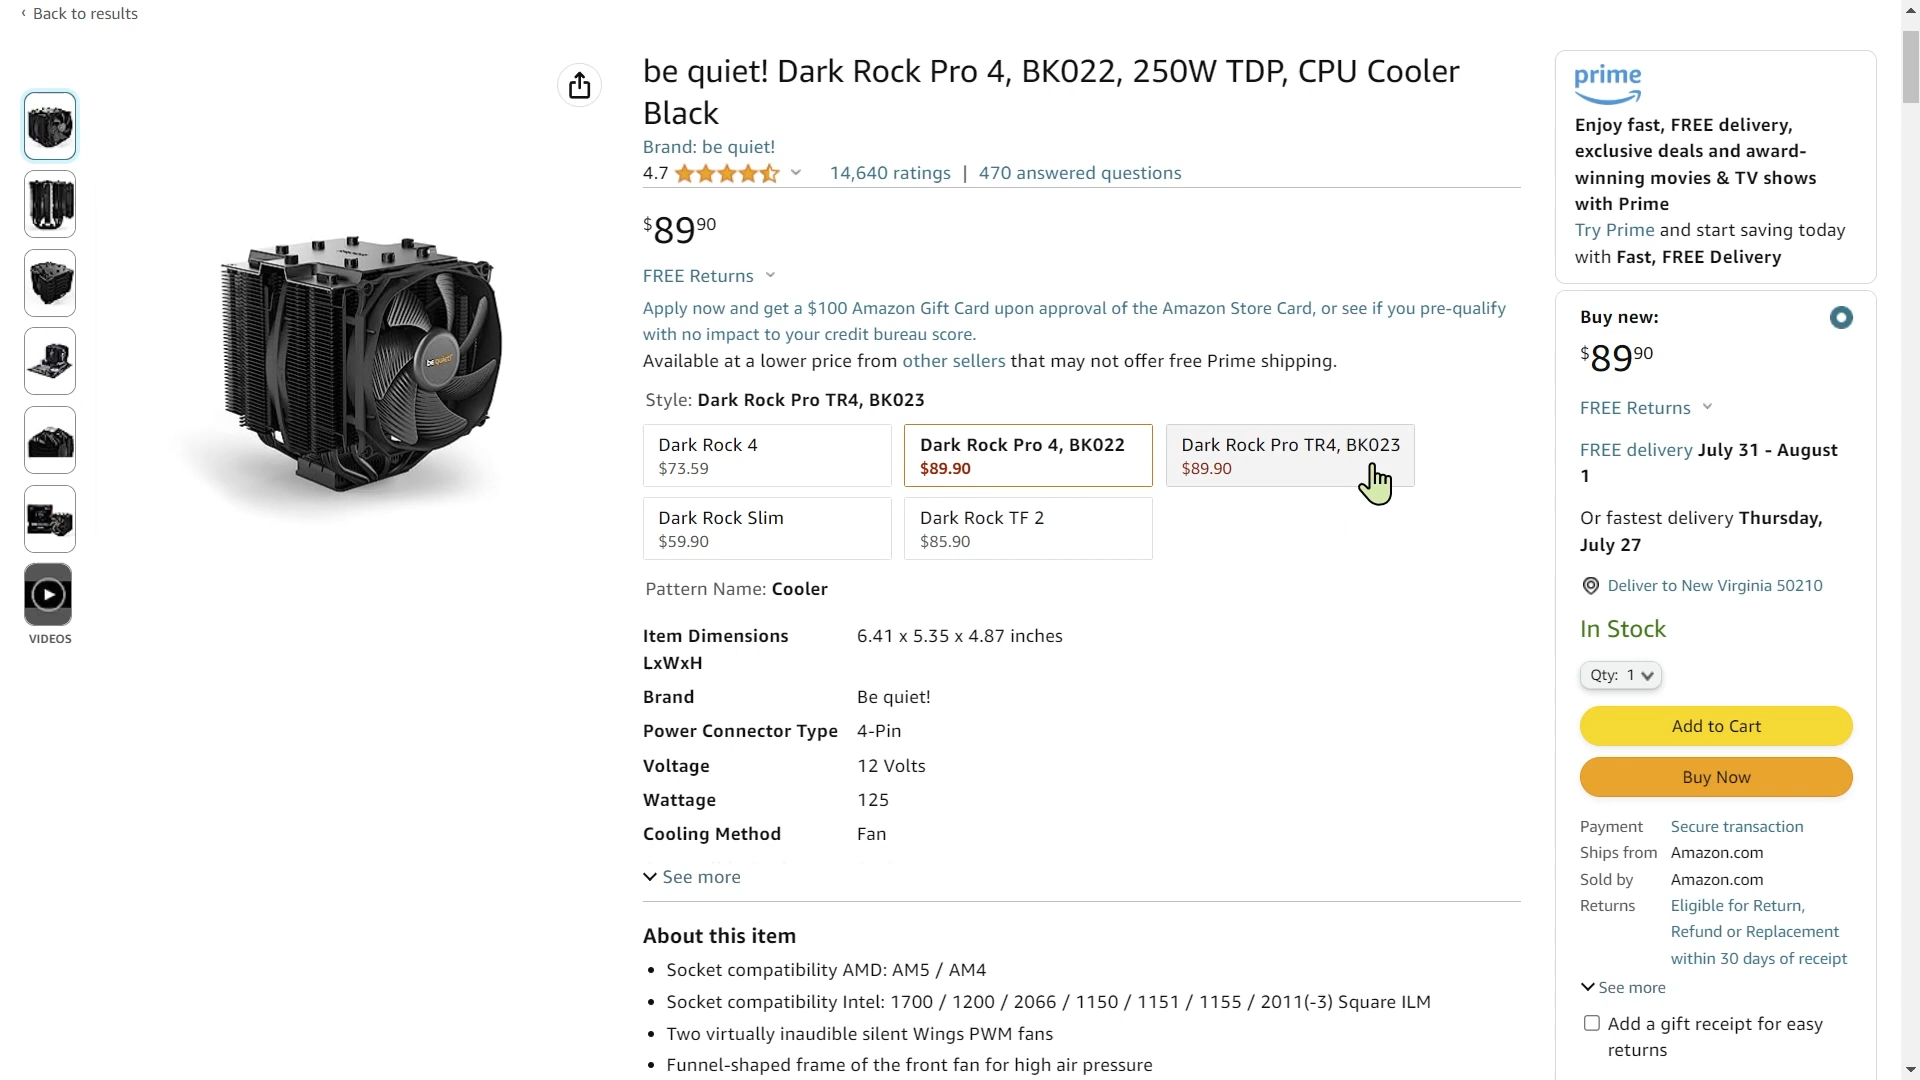 ‹ Back to results
be quiet! Dark Rock Pro 4, BK022, 250W TDP, CPU Cooler
Black
Brand: be quiet!
4.7
14,640 ratings | 470 answered questions
$89 90
FREE Returns
Apply now and get a $100 Amazon Gift Card upon approval of the Amazon Store Card, or see if you pre-qualify
with no impact to your credit bureau score.
Available at a lower price from other sellers that may not offer free Prime shipping.
Style: Dark Rock Pro TR4, BK023
Dark Rock 4
$73.59
Dark Rock Pro 4, BK022
$89.90
Dark Rock Pro TR4, BK023
$89.90
Dark Rock Slim
$59.90
Dark Rock TF 2
$85.90
Pattern Name: Cooler
Item Dimensions LxWxH 6.41 x 5.35 x 4.87 inches
Brand Be quiet!
Power Connector Type 4-Pin
Voltage 12 Volts
Wattage 125
Cooling Method Fan
See more
About this item
• Socket compatibility AMD: AM5 / AM4
• Socket compatibility Intel: 1700 / 1200 / 2066 / 1150 / 1151 / 1155 / 2011(-3) Square ILM
• Two virtually inaudible silent Wings PWM fans
• Funnel-shaped frame of the front fan for high air pressure
VIDEOS
be quiet!
prime
Enjoy fast, FREE delivery,
exclusive deals and award-
winning movies & TV shows
with Prime
Try Prime and start saving today
with Fast, FREE Delivery
Buy new:
$89 90
FREE Returns
FREE delivery July 31 - August
1
Or fastest delivery Thursday,
July 27
Deliver to New Virginia 50210
In Stock
Qty: 1
Add to Cart
Buy Now
Payment Secure transaction
Ships from Amazon.com
Sold by Amazon.com
Returns Eligible for Return,
Refund or Replacement
within 30 days of receipt
See more
Add a gift receipt for easy
returns